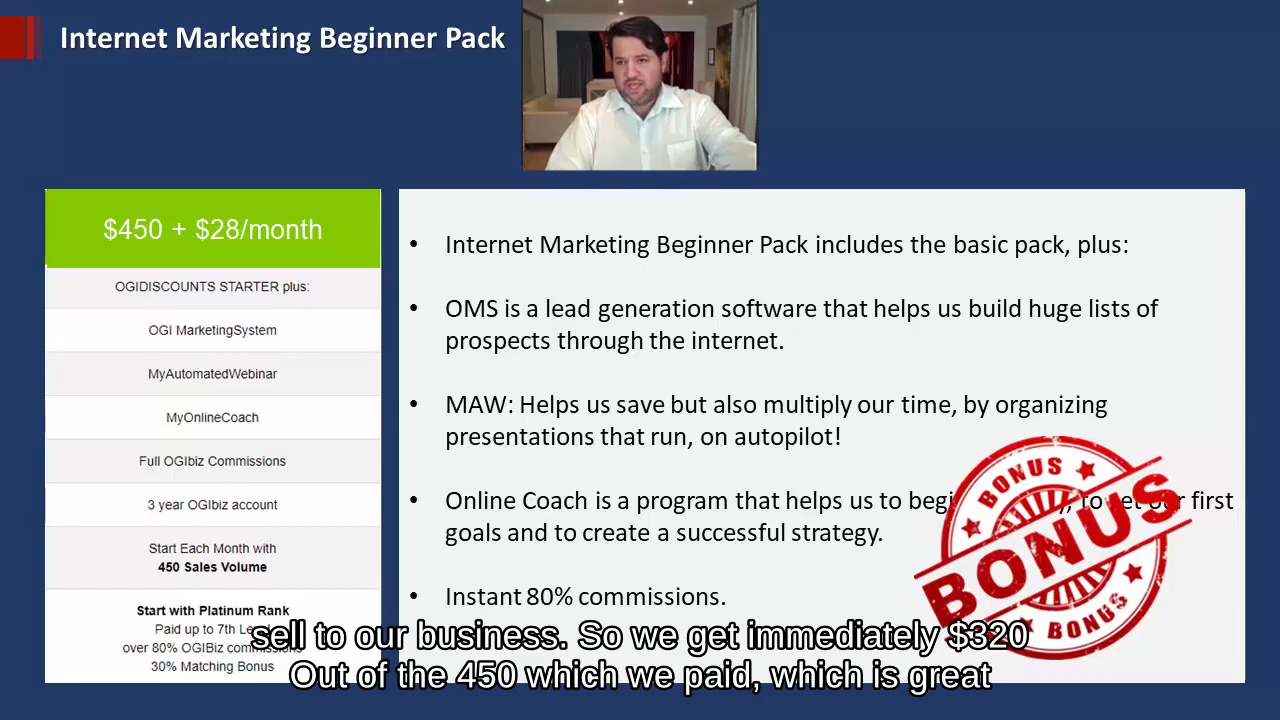 Internet Marketing Beginner Pack
$450 + $28/month
OGIDISCOUNTS STARTER plus:
OGI MarketingSystem
MyAutomatedWebinar
MyOnlineCoach
Full OGIbiz Commissions
3 year OGIbiz account
Start Each Month with
450 Sales Volume
Start with Platinum Rank
Paid up to 7th
over 80% OGIBiz commissions
30% Matching Bonus
• Internet Marketing Beginner Pack includes the basic pack, plus:
• OMS is a lead generation software that helps us build huge lists of
prospects through the internet.
• MAW: Helps us save but also multiply our time, by organizing
presentations that run, on autopilot!
• Online Coach is a program that helps us to first
goals and to create a successful strategy.
• Instant 80% commissions.
BONUS
BONUS
BONUS
sell to our business. So we get immediately $320
Out of the 450 which we paid, which is great